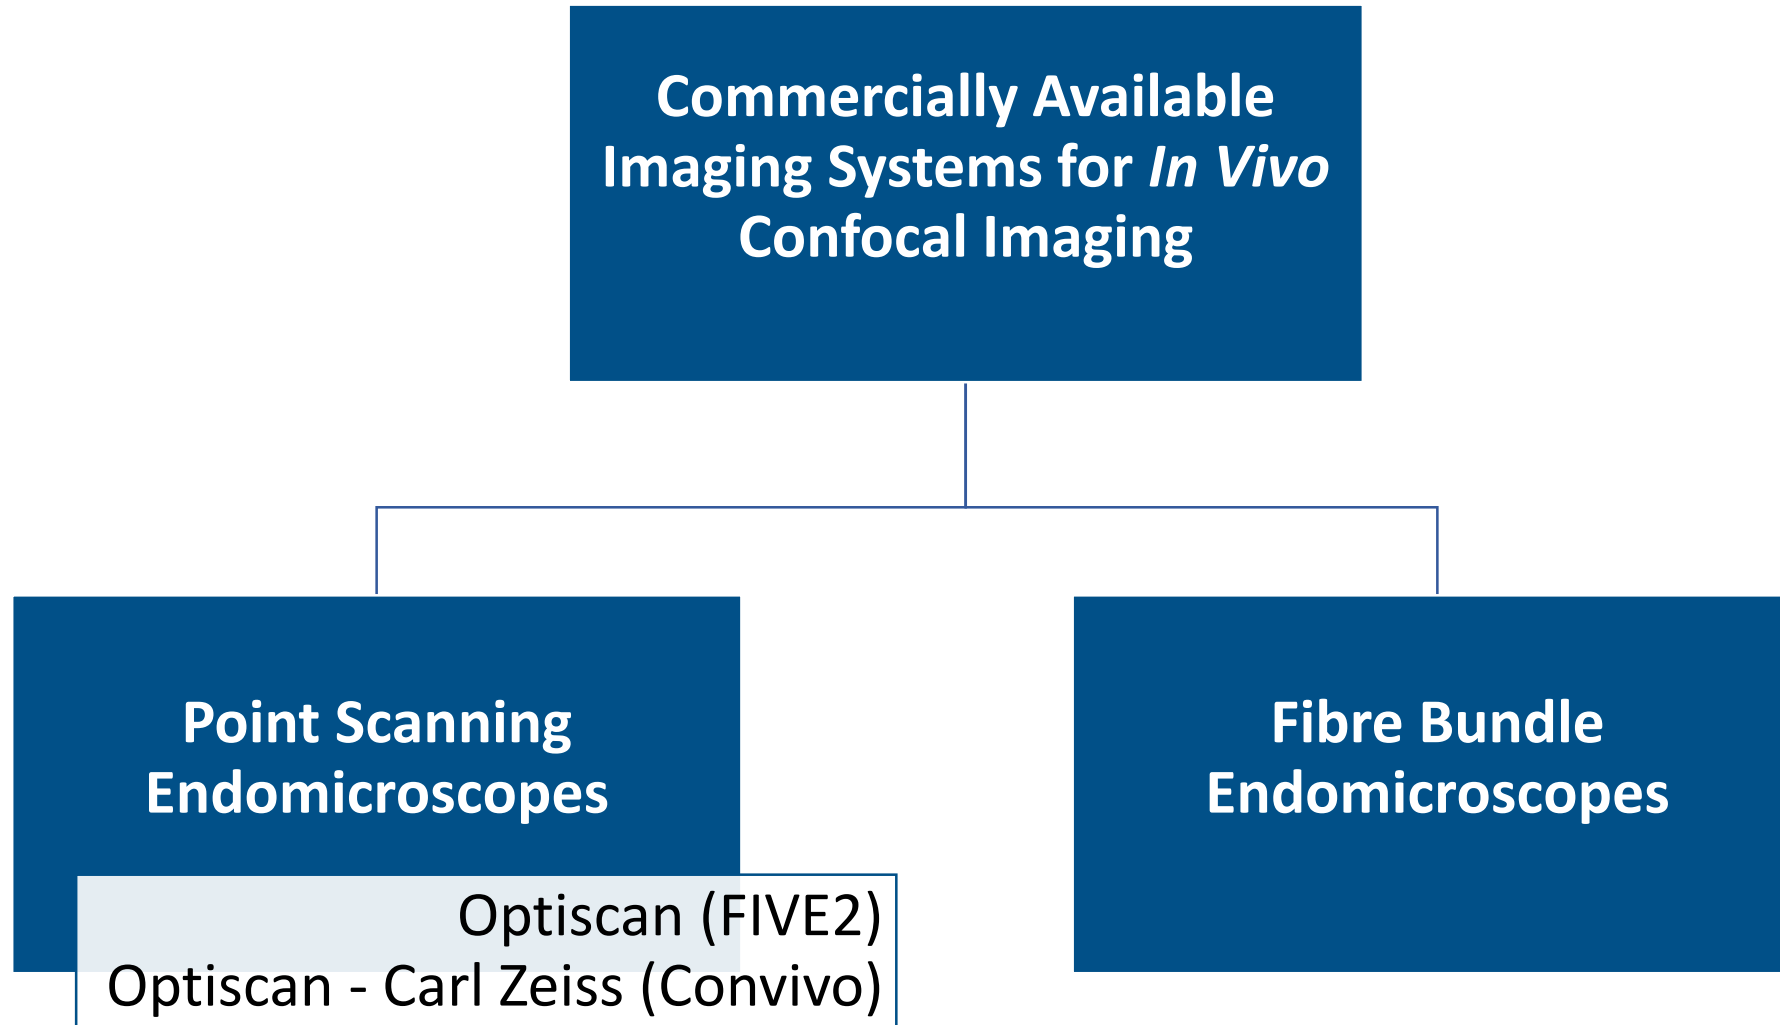 Commercially Available
Imaging Systems for In Vivo
Confocal Imaging
Point Scanning
Endomicroscopes
Fibre Bundle
Endomicroscopes
Optiscan (FIVE2)
Optiscan - Carl Zeiss (Convivo)